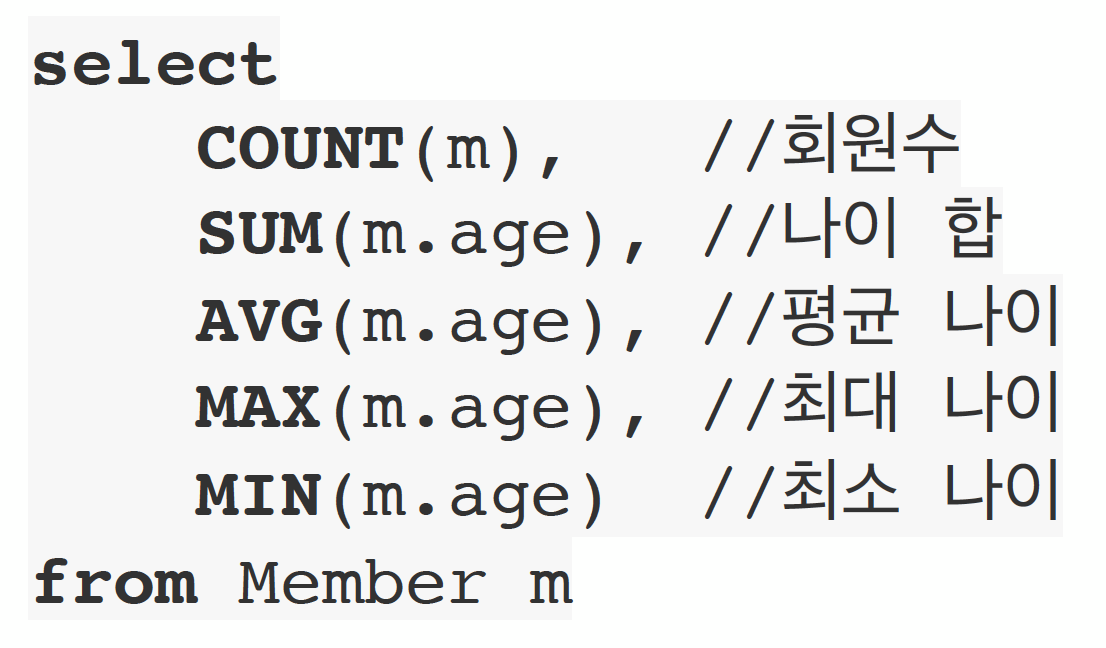 select
    COUNT(m),   //회원수
    SUM(m.age), //나이 합
    AVG(m.age), //평균 나이
    MAX(m.age), //최대 나이
    MIN(m.age)  //최소 나이
from Member m